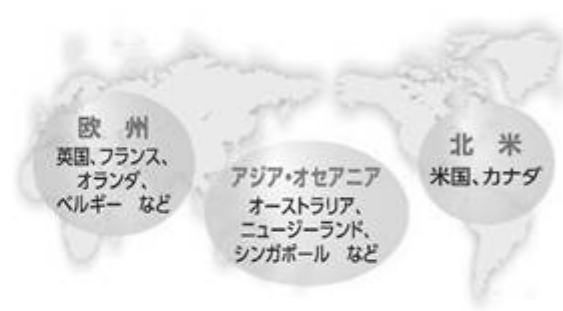 欧 州
英国、フランス、
オランダ、
ベルギー など
アジア・オセアニア
オーストラリア、
ニュージーランド、
シンガポール など
北 米
米国、カナダ